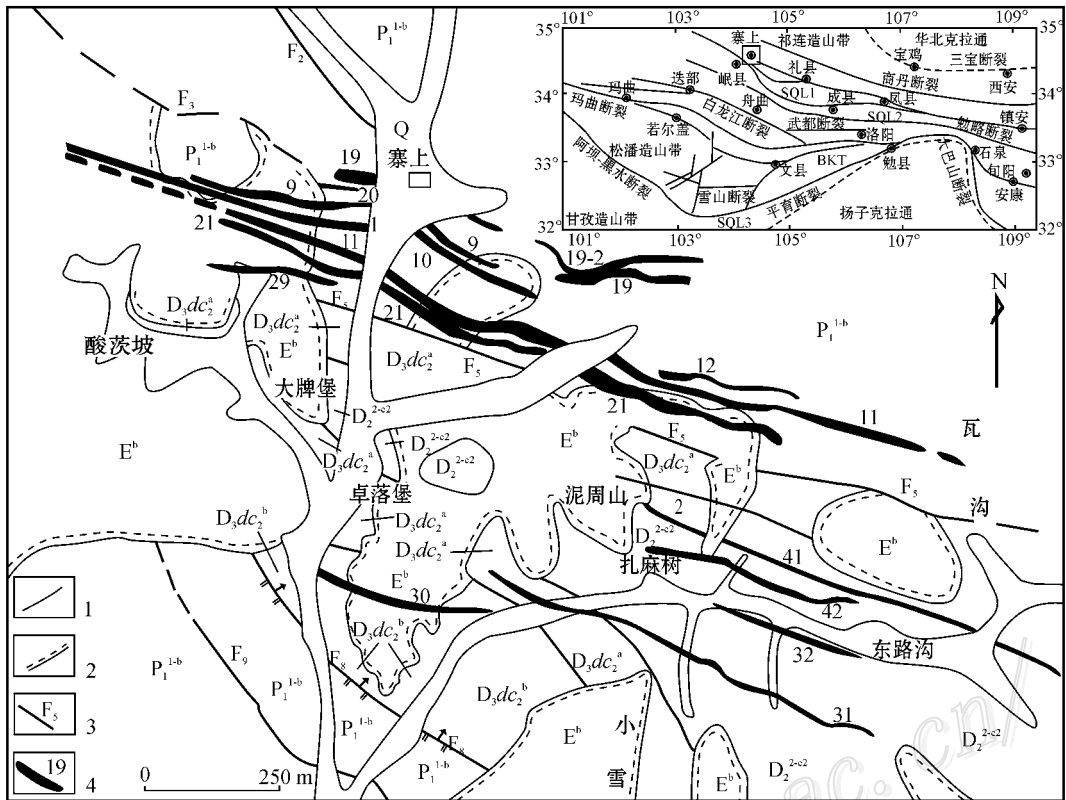 35° 101° 103° 105° 107° 109° 35°
寨上
祁连造山带
华北克拉通
宝鸡
三宝断裂
岷县
礼县
商丹断裂
西安
34° 34°
玛曲
迭部
SQL1
成县
凤县
玛曲断裂
舟曲
SQL2
镇安
白龙江断裂
武都断裂
勉略断裂
若尔盖
洛阳
33° 33°
松潘造山带
BKT
勉县
石泉
阿坝-黑水断裂
文县
大巴山断裂
旬阳
雪山断裂
平育断裂
安康
甘孜造山带
SQL3
扬子克拉通
32° 32°
101° 103° 105° 107° 109°
P₁¹⁻ᵇ
F₂
F₃
Q
寨上
P₁¹⁻ᵇ
19
9
20
1
21
11
9
10
19-2
19
29
F₅
21
N
P₁¹⁻ᵇ
D₃dc₂ᵃ
D₃dc₂ᵃ
酸茨坡
Eᵇ
D₃dc₂ᵃ
F₅
12
大牌堡
21
11
瓦
D₂²⁻ᶜ²
Eᵇ
D₂²⁻ᶜ²
Eᵇ
F₅
D₃dc₂ᵃ
D₂²⁻ᶜ²
D₃dc₂ᵃ
Eᵇ
卓落堡
泥周山
F₅
沟
D₃dc₂ᵇ
D₃dc₂ᵃ
2
D₃dc₂ᵃ
D₂²⁻ᶜ²
Eᵇ
扎麻树
41
Eᵇ
30
42
1
D₃dc₂ᵇ
32
东路沟
2
P₁¹⁻ᵇ
F₉
P₁¹⁻ᵇ
F₈
D₃dc₂ᵃ
D₃dc₂ᵇ
31
F₅
3
P₁¹⁻ᵇ
Eᵇ
小
D₂²⁻ᶜ²
F₈
19
4
0 250 m
P₁¹⁻ᵇ
雪
Eᵇ
D₂²⁻ᶜ²
ac.cn/